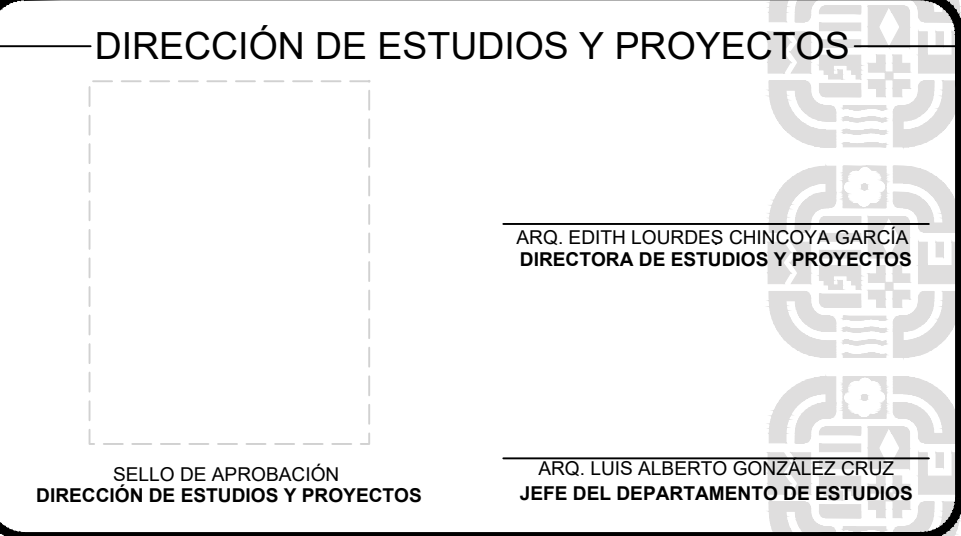 DIRECCIÓN DE ESTUDIOS Y PROYECTOS
ARQ. EDITH LOURDES CHINCOYA GARCÍA
DIRECTORA DE ESTUDIOS Y PROYECTOS
SELLO DE APROBACIÓN
DIRECCIÓN DE ESTUDIOS Y PROYECTOS
ARQ. LUIS ALBERTO GONZÁLEZ CRUZ
JEFE DEL DEPARTAMENTO DE ESTUDIOS